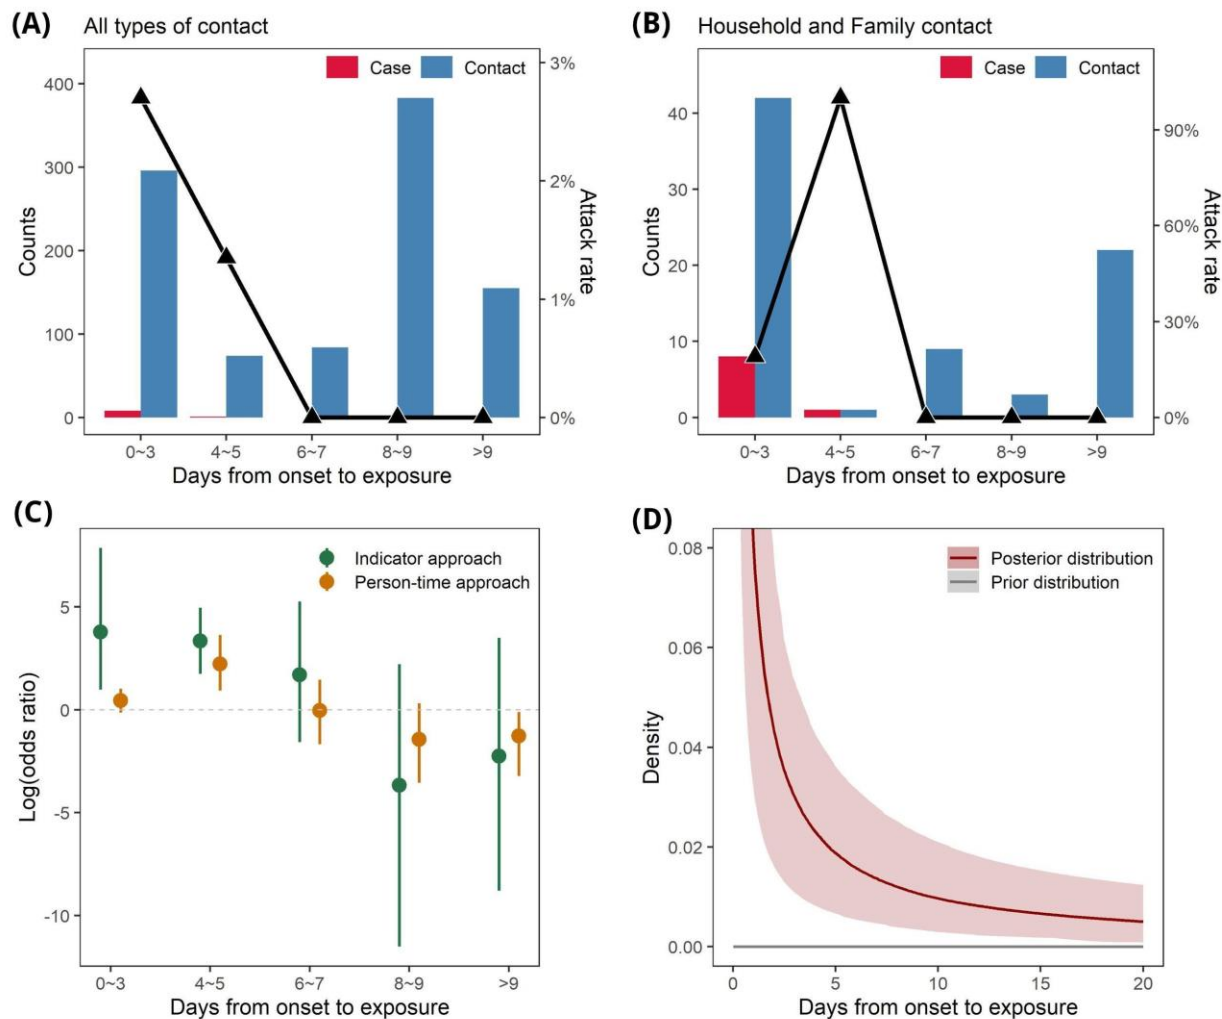 (A) All types of contact
Case Contact
400
300
200
100
0
Counts
3%
2%
1%
0%
Attack rate
0~3 4~5 6~7 8~9 >9
Days from onset to exposure
(B) Household and Family contact
Case Contact
40
30
20
10
0
Counts
90%
60%
30%
0%
Attack rate
0~3 4~5 6~7 8~9 >9
Days from onset to exposure
(C)
Indicator approach
Person-time approach
5
0
-5
-10
Log(odds ratio)
0~3 4~5 6~7 8~9 >9
Days from onset to exposure
(D)
Posterior distribution
Prior distribution
0.08
0.06
0.04
0.02
0.00
Density
0 5 10 15 20
Days from onset to exposure